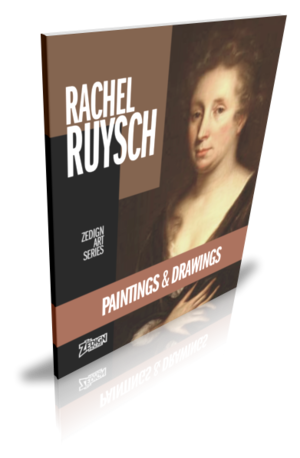 RACHEL
RUYSCH
ZEDIGN
ART
SERIES
PAINTINGS & DRAWINGS
ZEDIGN